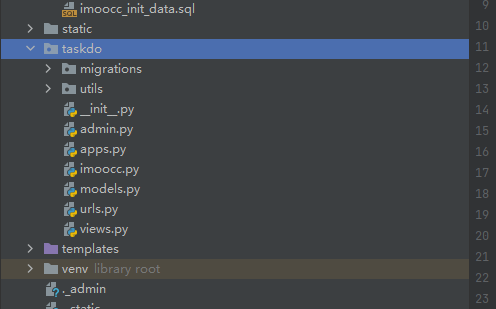 imoocc_init_data.sql
SQL
static
taskdo
migrations
utils
__init__.py
admin.py
apps.py
imoocc.py
models.py
urls.py
views.py
templates
venv library root
._admin
._static
9
10
11
12
13
14
15
16
17
18
19
20
21
22
23